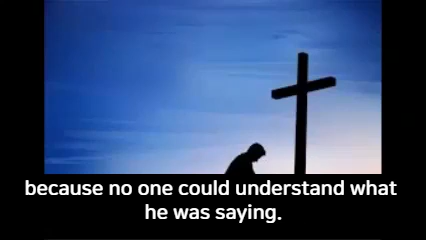 because no one could understand what
he was saying.